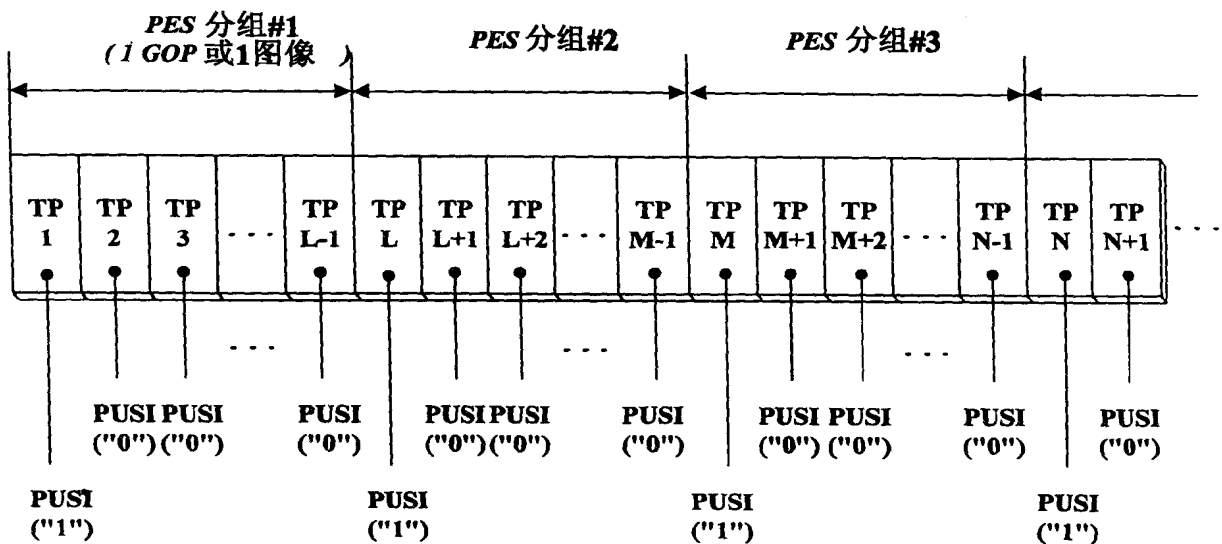 PES 分组#1
(1 GOP 或1图像 )
PES 分组#2
PES 分组#3
TP 1
TP 2
TP 3
. . .
TP L-1
TP L
TP L+1
TP L+2
. . .
TP M-1
TP M
TP M+1
TP M+2
. . .
TP N-1
TP N
TP N+1
. . . .
. . .
. . .
. . .
PUSI PUSI PUSI PUSI PUSI PUSI PUSI PUSI PUSI PUSI
("0") ("0") ("0") ("0") ("0") ("0") ("0") ("0") ("0") ("0")
PUSI PUSI PUSI PUSI
("1") ("1") ("1") ("1")